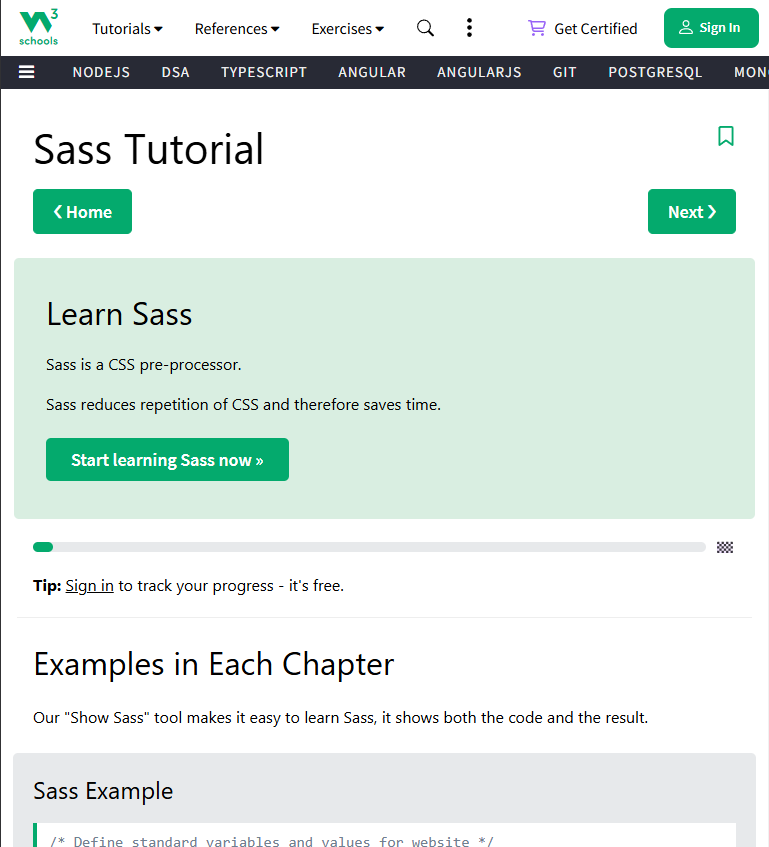 3
schools
Tutorials References Exercises Get Certified Sign In
NODEJS DSA TYPESCRIPT ANGULAR ANGULARJS GIT POSTGRESQL MON
Sass Tutorial
❮ Home Next ❯
Learn Sass
Sass is a CSS pre-processor.
Sass reduces repetition of CSS and therefore saves time.
Start learning Sass now »
Tip: Sign in to track your progress - it's free.
Examples in Each Chapter
Our "Show Sass" tool makes it easy to learn Sass, it shows both the code and the result.
Sass Example
/* Define standard variables and values for website */